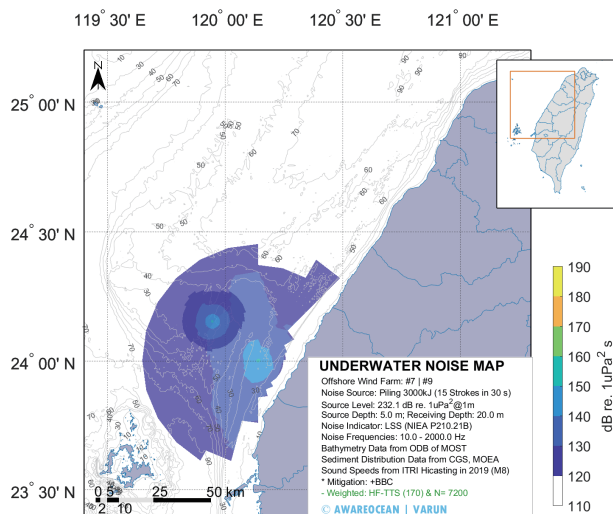 119° 30' E
120° 00' E
120° 30' E
121° 00' E
25° 00' N
24° 30' N
24° 00' N
23° 30' N
N
UNDERWATER NOISE MAP
Offshore Wind Farm: #7 | #9
Noise Source: Piling 3000kJ (15 Strokes in 30 s)
Source Level: 232.1 dB re. 1uPa²@1m
Source Depth: 5.0 m; Receiving Depth: 20.0 m
Noise Indicator: LSS (NIEA P210.21B)
Noise Frequencies: 10.0 - 2000.0 Hz
Bathymetry Data from ODB of MOST
Sediment Distribution Data from CGS, MOEA
Sound Speeds from ITRI Hicasting in 2019 (M8)
* Mitigation: +BBC
- Weighted: HF-TTS (170) & N= 7200
© AWAREOCEAN | VARUN
0 5 25 50 km
2 10
190
180
170
160
150
140
130
120
110
dB re. 1uPa² s